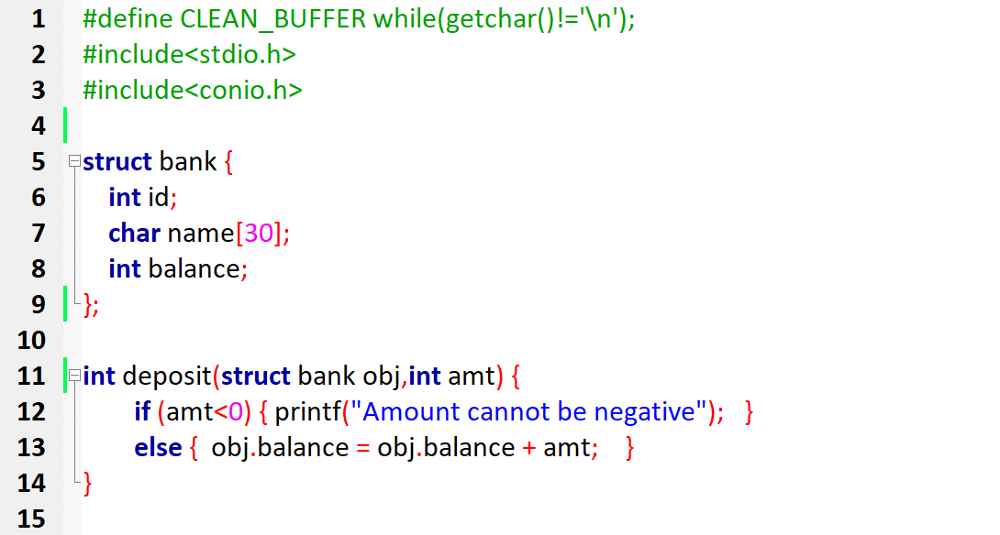 1 #define CLEAN_BUFFER while(getchar()!='\n');
2 #include<stdio.h>
3 #include<conio.h>
4
5 struct bank {
6 int id;
7 char name[30];
8 int balance;
9 };
10
11 int deposit(struct bank obj,int amt) {
12 if (amt<0) { printf("Amount cannot be negative"); }
13 else { obj.balance = obj.balance + amt; }
14 }
15